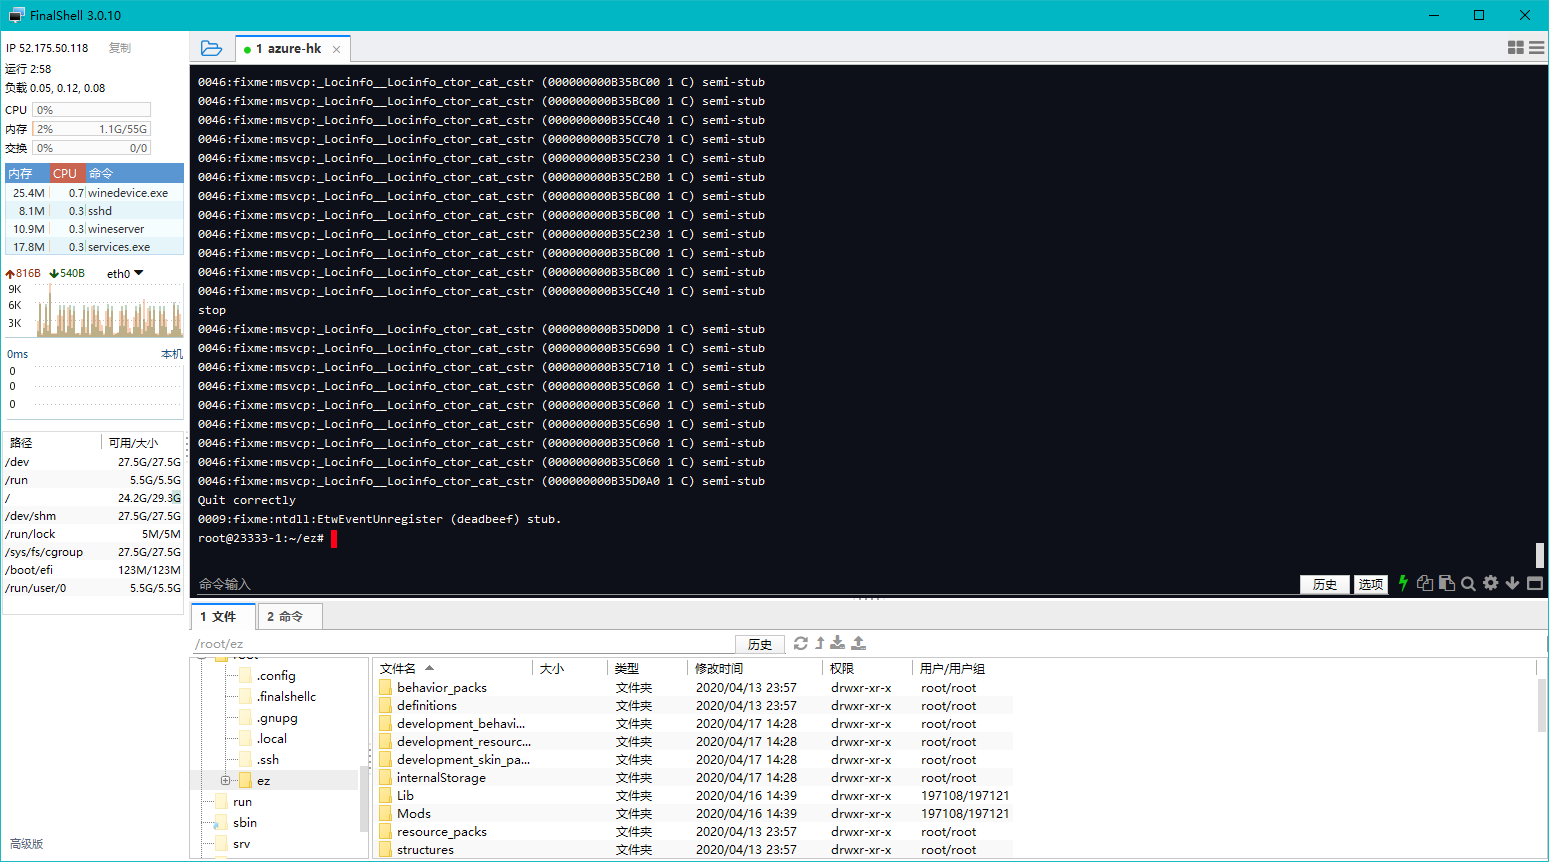 FinalShell 3.0.10
IP 52.175.50.118 复制
运行 2:58
负载 0.05, 0.12, 0.08
CPU 0%
内存 2% 1.1G/55G
交换 0% 0/0
内存 CPU 命令
25.4M 0.7 winedevice.exe
8.1M 0.3 sshd
10.9M 0.3 wineserver
17.8M 0.3 services.exe
816B 540B eth0
9K
6K
3K
0ms 本机
0
0
0
路径 可用/大小
/dev 27.5G/27.5G
/run 5.5G/5.5G
/ 24.2G/29.3G
/dev/shm 27.5G/27.5G
/run/lock 5M/5M
/sys/fs/cgroup 27.5G/27.5G
/boot/efi 123M/123M
/run/user/0 5.5G/5.5G
高级版
1 azure-hk
0046:fixme:msvcp:_Locinfo__Locinfo_ctor_cat_cstr (000000000B35BC00 1 C) semi-stub
0046:fixme:msvcp:_Locinfo__Locinfo_ctor_cat_cstr (000000000B35BC00 1 C) semi-stub
0046:fixme:msvcp:_Locinfo__Locinfo_ctor_cat_cstr (000000000B35CC40 1 C) semi-stub
0046:fixme:msvcp:_Locinfo__Locinfo_ctor_cat_cstr (000000000B35CC70 1 C) semi-stub
0046:fixme:msvcp:_Locinfo__Locinfo_ctor_cat_cstr (000000000B35C230 1 C) semi-stub
0046:fixme:msvcp:_Locinfo__Locinfo_ctor_cat_cstr (000000000B35C2B0 1 C) semi-stub
0046:fixme:msvcp:_Locinfo__Locinfo_ctor_cat_cstr (000000000B35BC00 1 C) semi-stub
0046:fixme:msvcp:_Locinfo__Locinfo_ctor_cat_cstr (000000000B35BC00 1 C) semi-stub
0046:fixme:msvcp:_Locinfo__Locinfo_ctor_cat_cstr (000000000B35C230 1 C) semi-stub
0046:fixme:msvcp:_Locinfo__Locinfo_ctor_cat_cstr (000000000B35BC00 1 C) semi-stub
0046:fixme:msvcp:_Locinfo__Locinfo_ctor_cat_cstr (000000000B35BC00 1 C) semi-stub
0046:fixme:msvcp:_Locinfo__Locinfo_ctor_cat_cstr (000000000B35CC40 1 C) semi-stub
stop
0046:fixme:msvcp:_Locinfo__Locinfo_ctor_cat_cstr (000000000B35D0D0 1 C) semi-stub
0046:fixme:msvcp:_Locinfo__Locinfo_ctor_cat_cstr (000000000B35C690 1 C) semi-stub
0046:fixme:msvcp:_Locinfo__Locinfo_ctor_cat_cstr (000000000B35C710 1 C) semi-stub
0046:fixme:msvcp:_Locinfo__Locinfo_ctor_cat_cstr (000000000B35C060 1 C) semi-stub
0046:fixme:msvcp:_Locinfo__Locinfo_ctor_cat_cstr (000000000B35C060 1 C) semi-stub
0046:fixme:msvcp:_Locinfo__Locinfo_ctor_cat_cstr (000000000B35C690 1 C) semi-stub
0046:fixme:msvcp:_Locinfo__Locinfo_ctor_cat_cstr (000000000B35C060 1 C) semi-stub
0046:fixme:msvcp:_Locinfo__Locinfo_ctor_cat_cstr (000000000B35C060 1 C) semi-stub
0046:fixme:msvcp:_Locinfo__Locinfo_ctor_cat_cstr (000000000B35D0A0 1 C) semi-stub
Quit correctly
0009:fixme:ntdll:EtwEventUnregister (deadbeef) stub.
root@23333-1:~/ez#
命令输入 历史 选项
1 文件 2 命令
/root/ez 历史
root
.config
.finalshellc
.gnupg
.local
.ssh
ez
run
sbin
srv
文件名 大小 类型 修改时间 权限 用户/用户组
behavior_packs 文件夹 2020/04/13 23:57 drwxr-xr-x root/root
definitions 文件夹 2020/04/13 23:57 drwxr-xr-x root/root
development_behavi... 文件夹 2020/04/17 14:28 drwxr-xr-x root/root
development_resourc... 文件夹 2020/04/17 14:28 drwxr-xr-x root/root
development_skin_pa... 文件夹 2020/04/17 14:28 drwxr-xr-x root/root
internalStorage 文件夹 2020/04/17 14:28 drwxr-xr-x root/root
Lib 文件夹 2020/04/16 14:39 drwxr-xr-x 197108/197121
Mods 文件夹 2020/04/16 14:39 drwxr-xr-x 197108/197121
resource_packs 文件夹 2020/04/13 23:57 drwxr-xr-x root/root
structures 文件夹 2020/04/13 23:57 drwxr-xr-x root/root